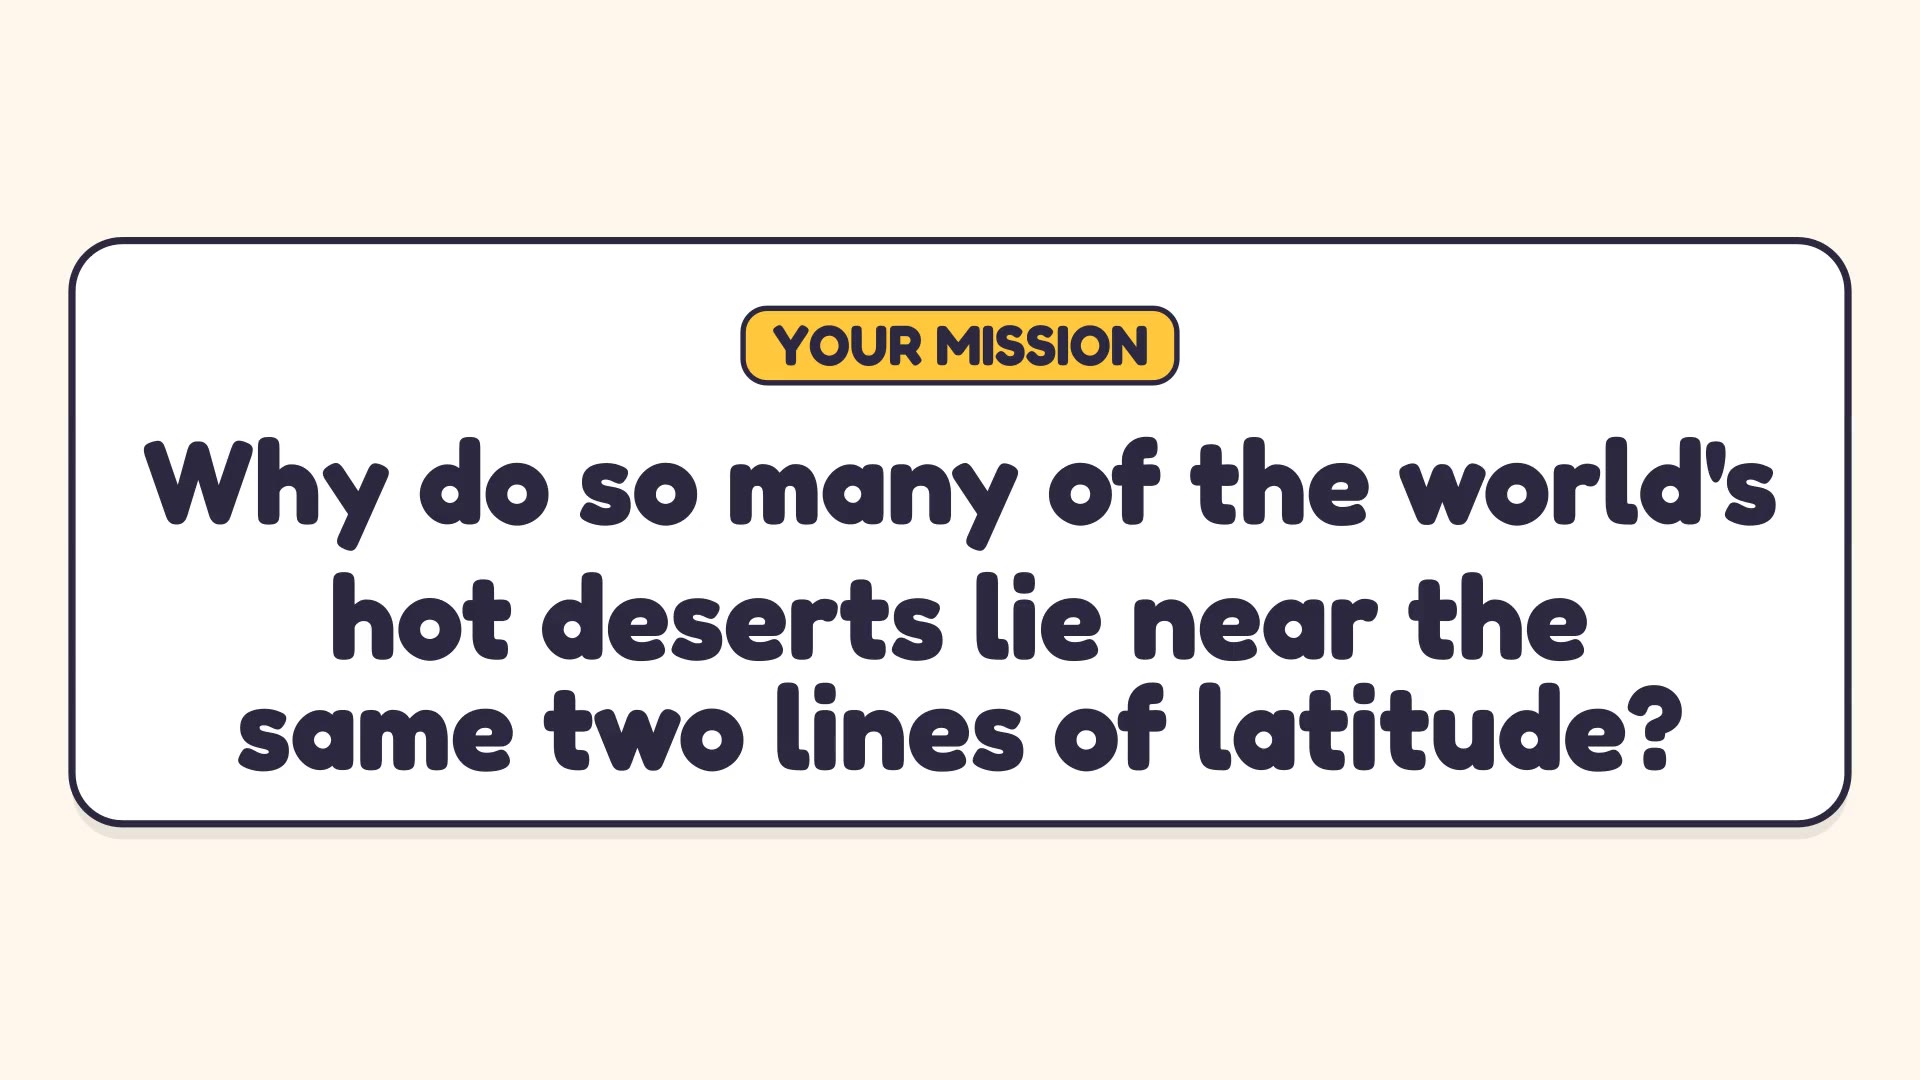 YOUR MISSION
Why do so many of the world's
hot deserts lie near the
same two lines of latitude?